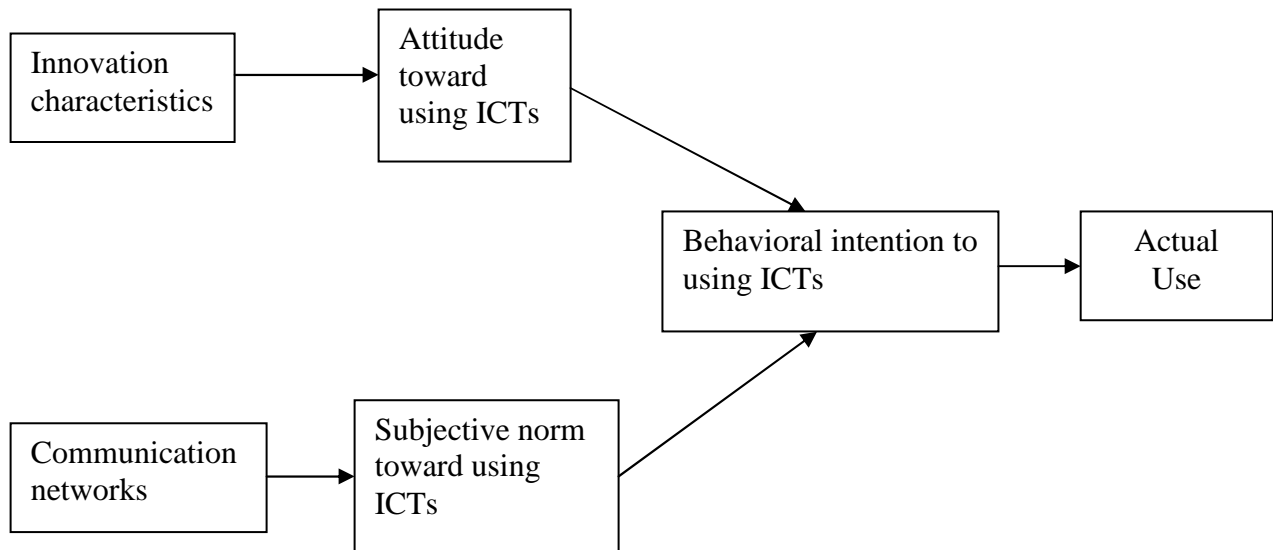 Innovation
characteristics
Attitude
toward
using ICTs
Behavioral intention to
using ICTs
Actual
Use
Communication
networks
Subjective norm
toward using
ICTs